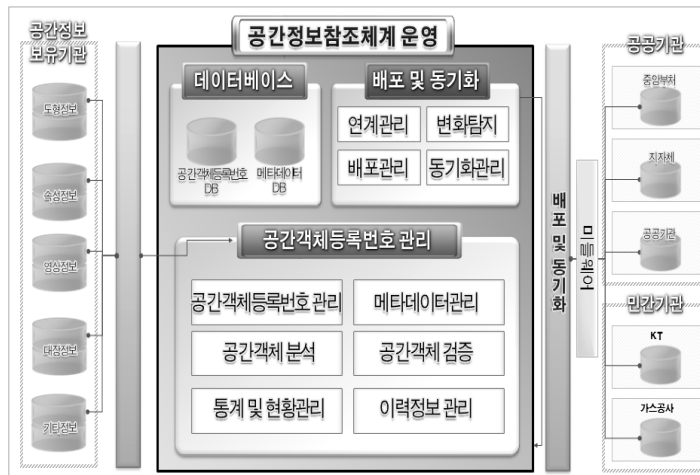 공간정보
보유기관
도형정보
속성정보
영상정보
대장정보
기타정보
공간정보참조체계 운영
데이터베이스
공간객체등록번호
DB
메타데이터
DB
배포 및 동기화
연계관리
변화탐지
배포관리
동기화관리
공간객체등록번호 관리
공간객체등록번호 관리
메타데이터관리
공간객체 분석
공간객체 검증
통계 및 현황관리
이력정보 관리
배포 및 동기화
미들웨어
공공기관
중앙부처
지자체
공공기관
민간기관
KT
가스공사